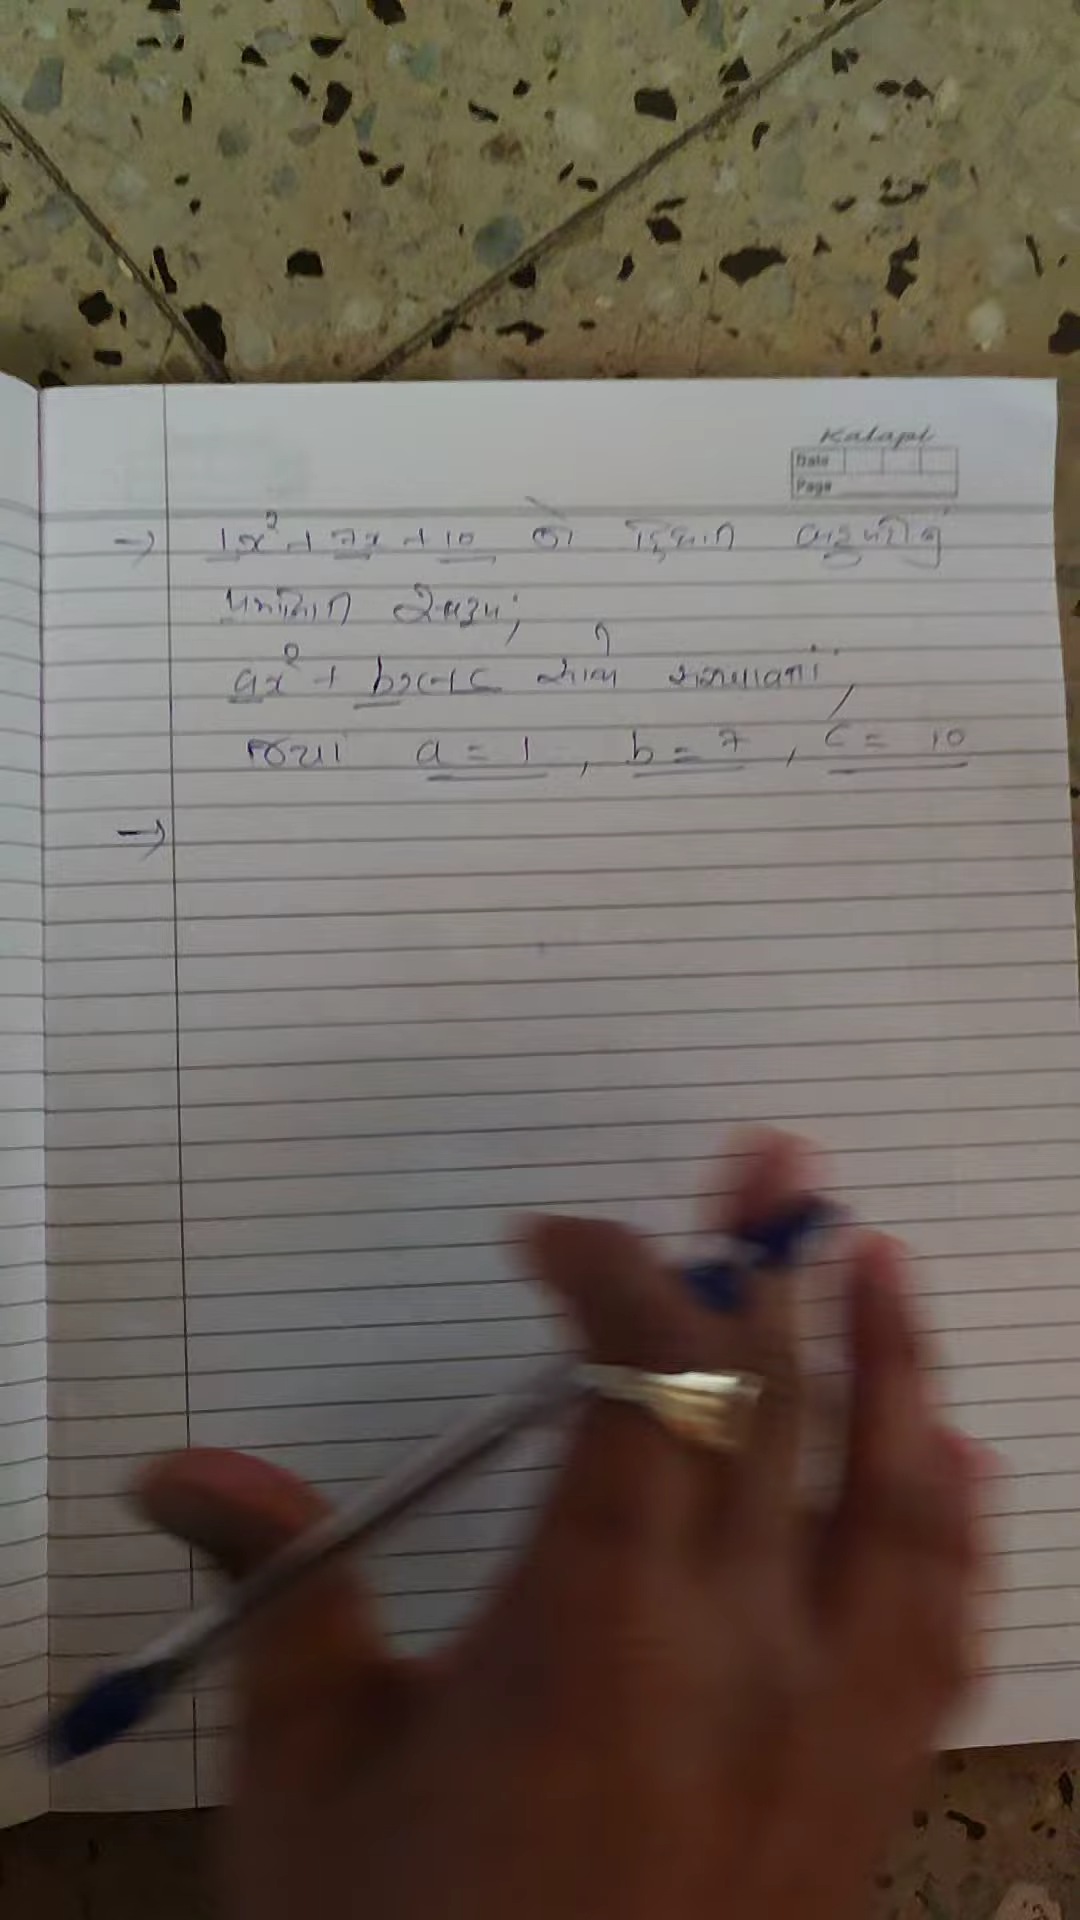 Kalapi
Date
Page
→ 1x² + 7x + 10 ને દ્વિઘાત બહુપદીનું
પ્રમાણિત સ્વરૂપ;
ax² + bx + c સાથે સરખાવતાં,
જ્યાં a = 1, b = 7, c = 10
→